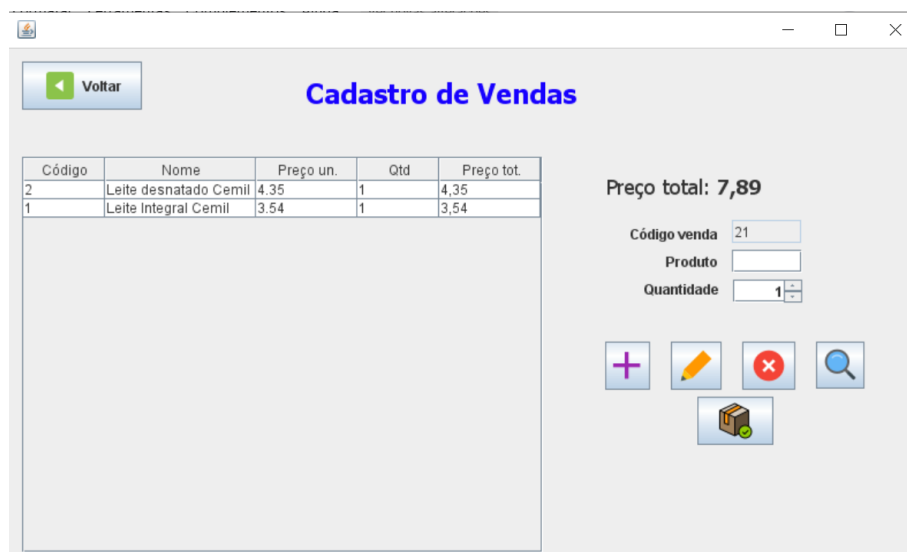 Voltar
Cadastro de Vendas
Código Nome Preço un. Qtd Preço tot.
2 Leite desnatado Cemil 4.35 1 4,35
1 Leite Integral Cemil 3.54 1 3,54
Preço total: 7,89
Código venda 21
Produto
Quantidade 1